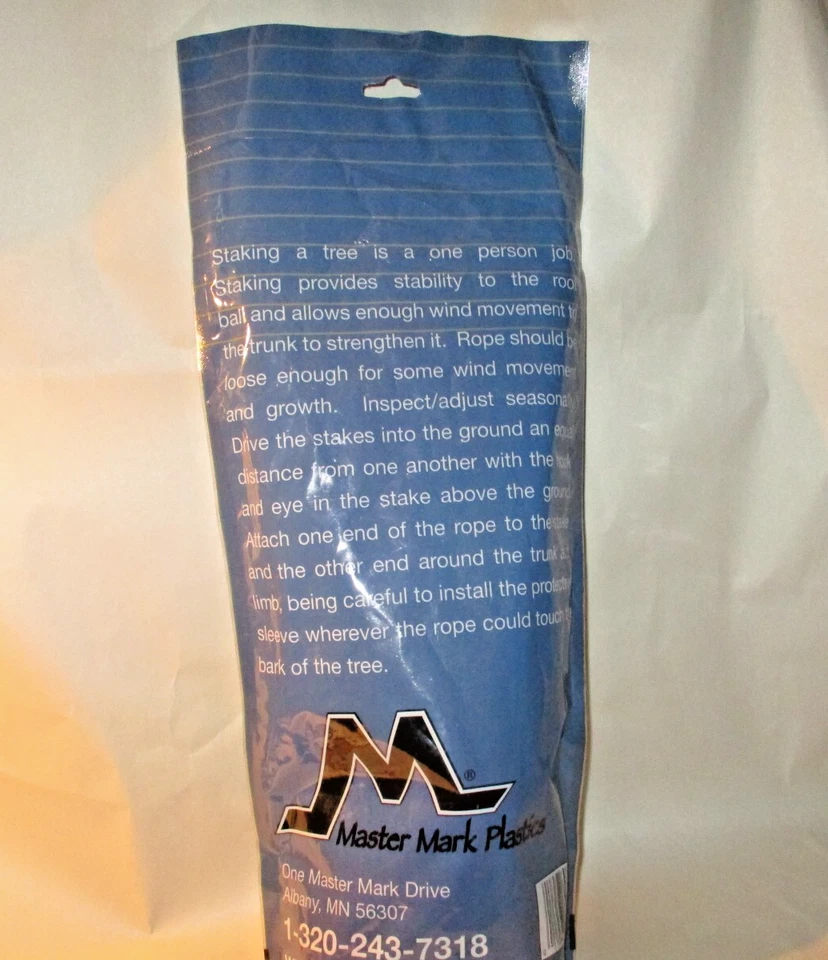 Staking a tree is a one person job.
Staking provides stability to the root
ball and allows enough wind movement to
the trunk to strengthen it. Rope should be
loose enough for some wind movement
and growth. Inspect/adjust seasonally.
Drive the stakes into the ground an equal
distance from one another with the hook
and eye in the stake above the ground.
Attach one end of the rope to the stake
and the other end around the trunk at
limb, being careful to install the protective
sleeve wherever the rope could touch the
bark of the tree.
M®
Master Mark Plastics
One Master Mark Drive
Albany, MN 56307
1-320-243-7318